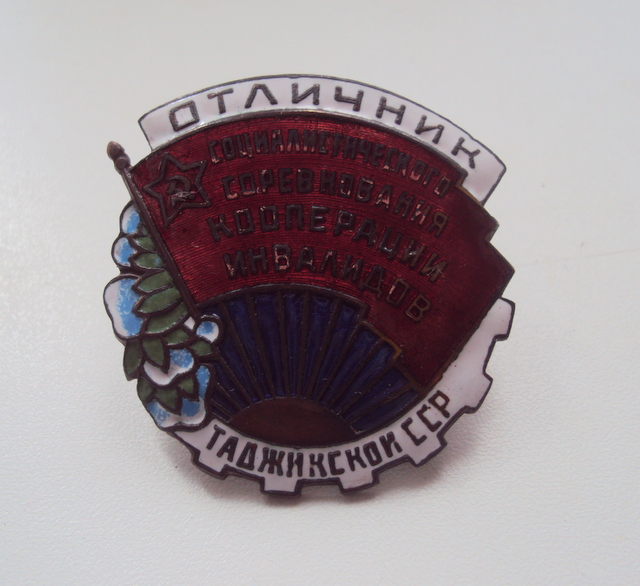 ОТЛИЧНИК
СОЦИАЛИСТИЧЕСКОГО
СОРЕВНОВАНИЯ
КООПЕРАЦИИ
ИНВАЛИДОВ
ТАДЖИКСКОЙ ССР